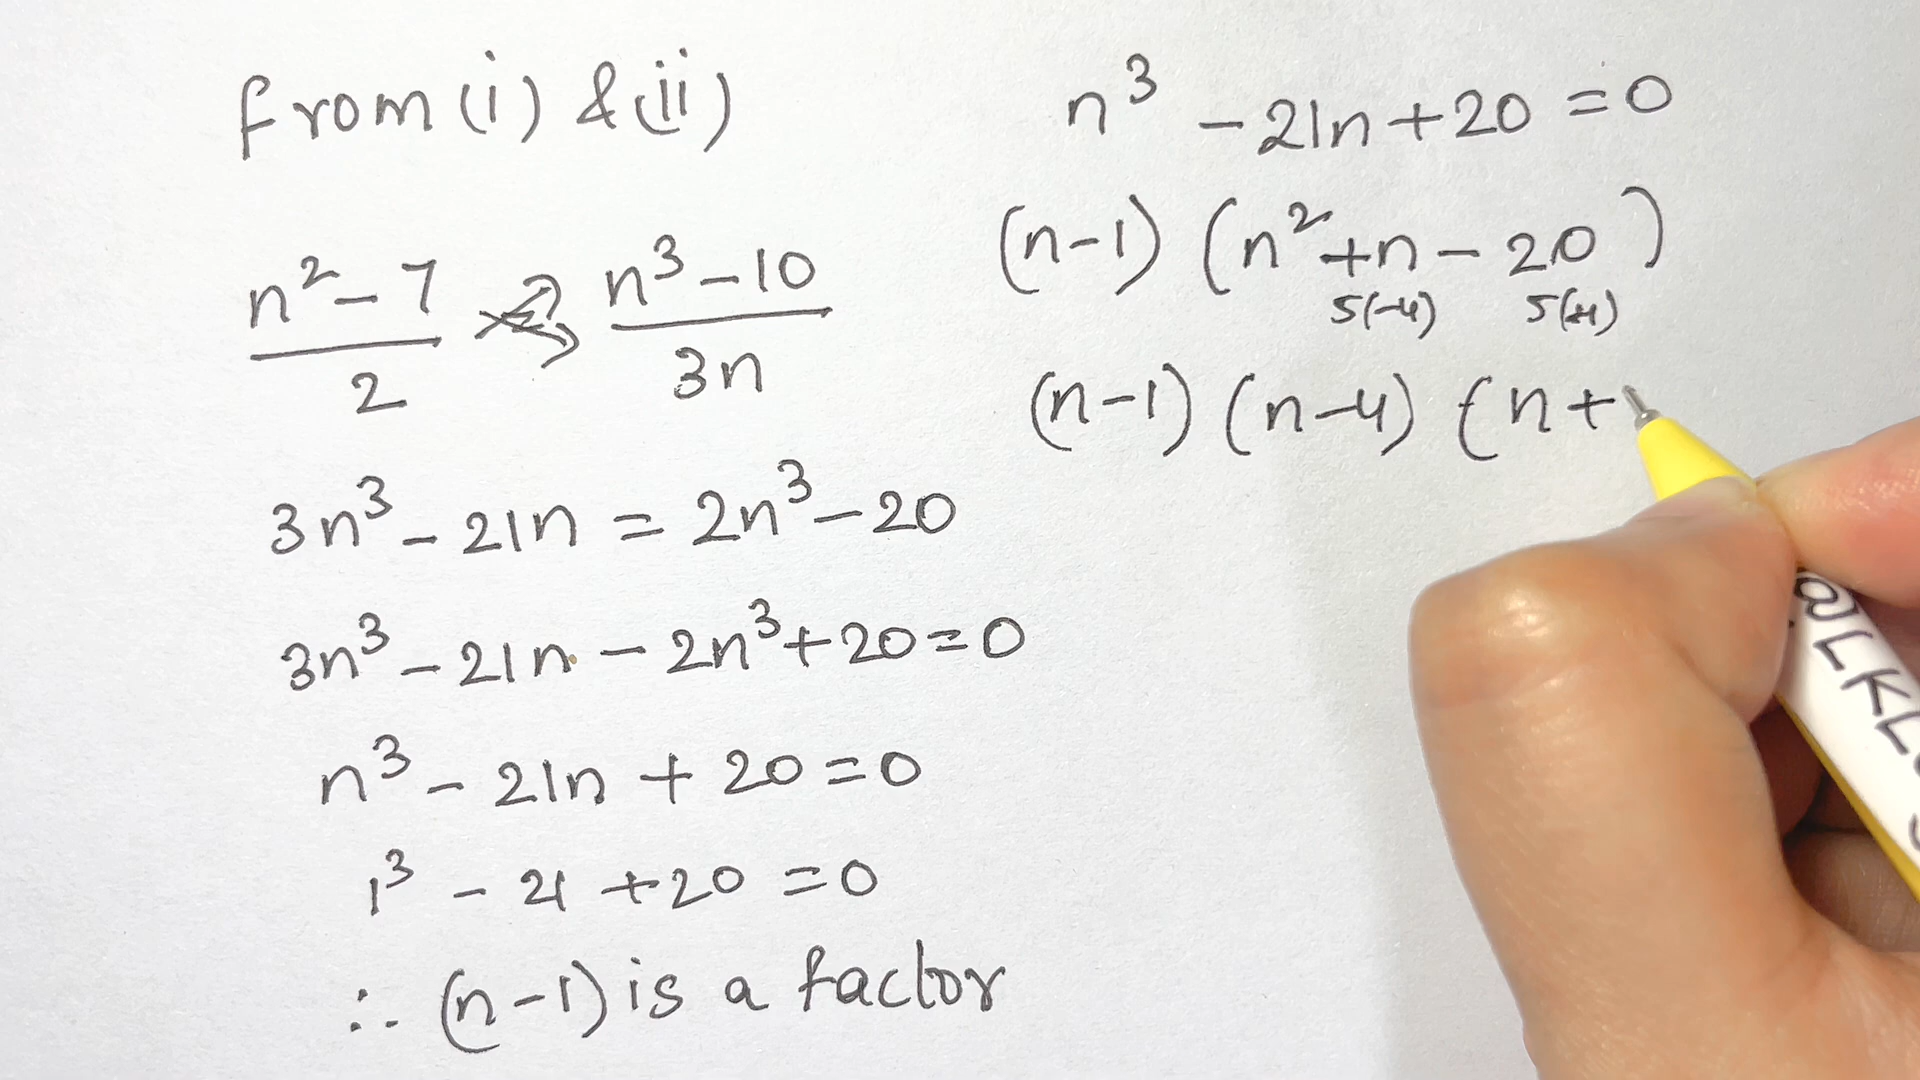 from (i) & (ii)
n² - 7 / 2 n³ - 10 / 3n
3n³ - 21n = 2n³ - 20
3n³ - 21n - 2n³ + 20 = 0
n³ - 21n + 20 = 0
1³ - 21 + 20 = 0
∴ (n-1) is a factor
n³ - 21n + 20 = 0
(n-1) (n² + n - 20)
5(-4) 5(-4)
(n-1) (n-4) (n+